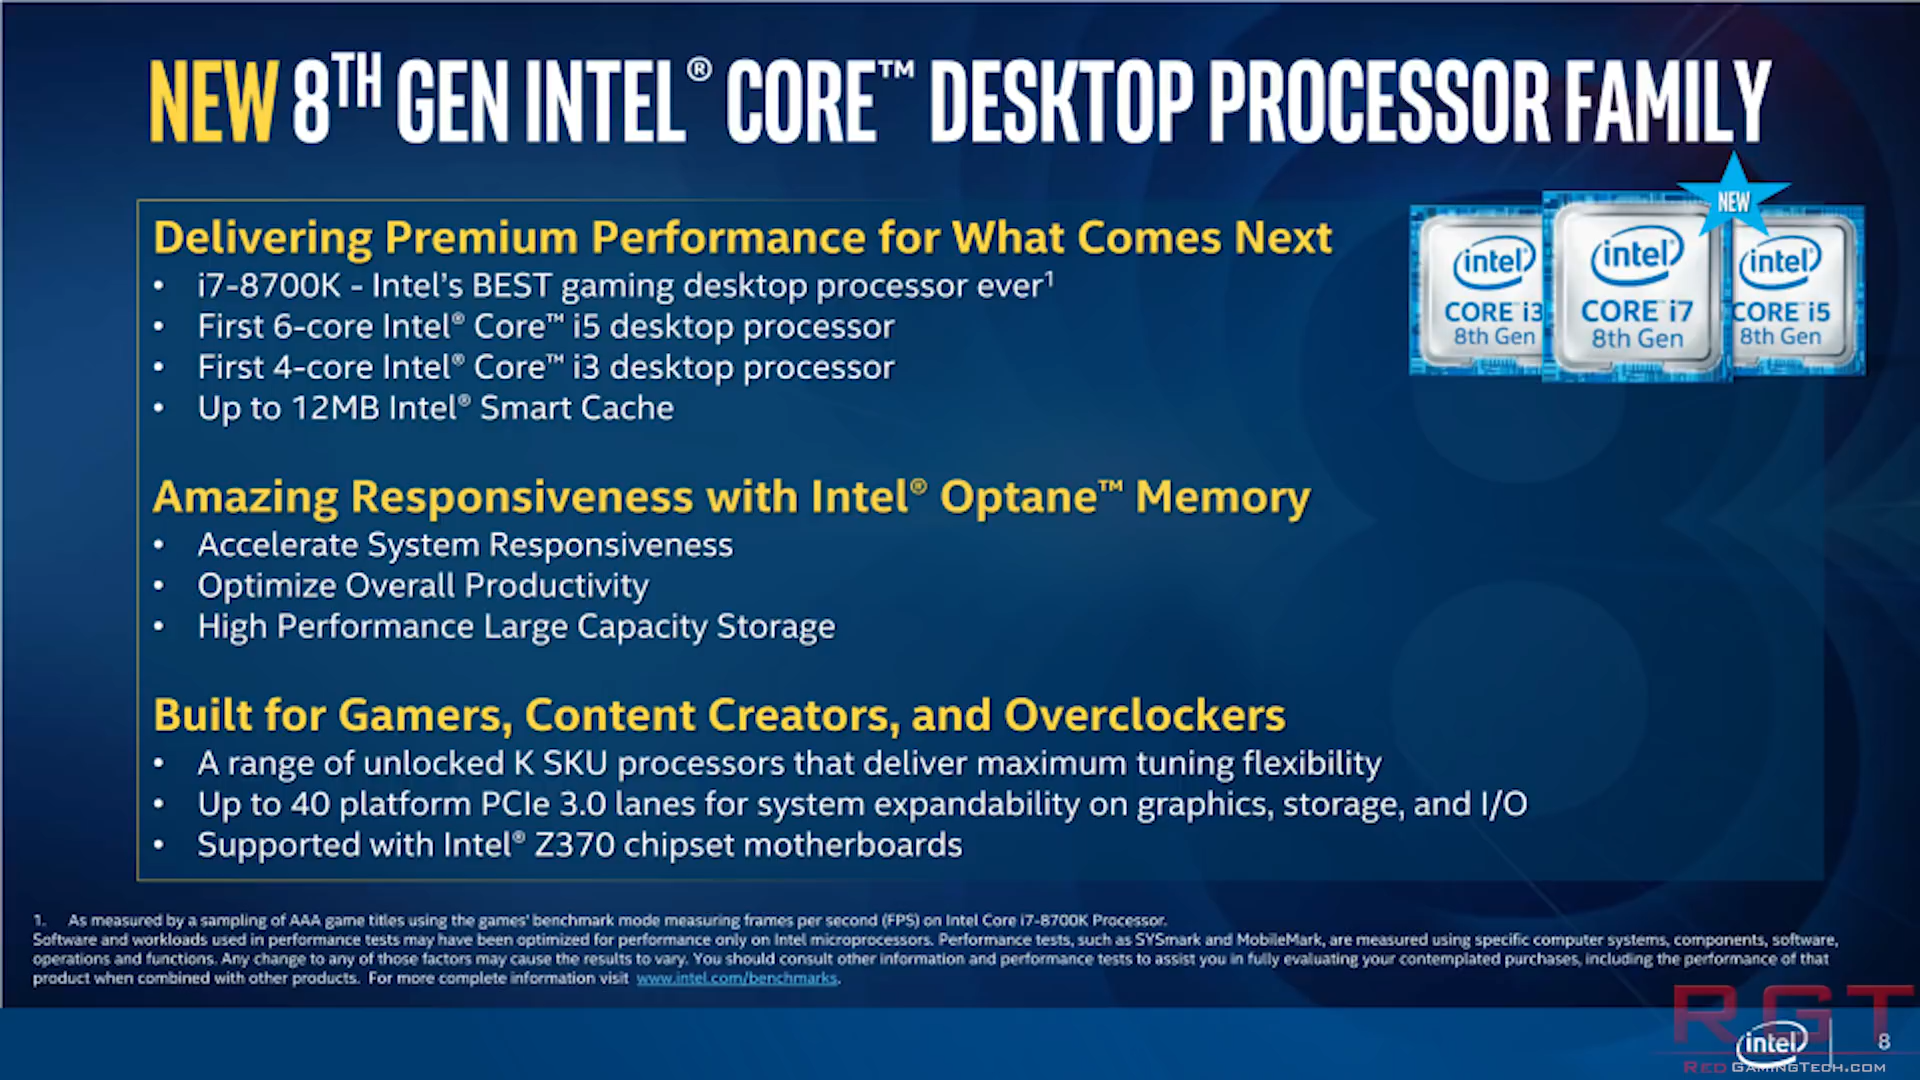 NEW 8TH GEN INTEL® CORE™ DESKTOP PROCESSOR FAMILY
Delivering Premium Performance for What Comes Next
• i7-8700K - Intel's BEST gaming desktop processor ever1
• First 6-core Intel® Core™ i5 desktop processor
• First 4-core Intel® Core™ i3 desktop processor
• Up to 12MB Intel® Smart Cache
NEW
intel® CORE™ i3 8th Gen
intel® CORE™ i7 8th Gen
intel® CORE™ i5 8th Gen
Amazing Responsiveness with Intel® Optane™ Memory
• Accelerate System Responsiveness
• Optimize Overall Productivity
• High Performance Large Capacity Storage
Built for Gamers, Content Creators, and Overclockers
• A range of unlocked K SKU processors that deliver maximum tuning flexibility
• Up to 40 platform PCIe 3.0 lanes for system expandability on graphics, storage, and I/O
• Supported with Intel® Z370 chipset motherboards
1. As measured by a sampling of AAA game titles using the games' benchmark mode measuring frames per second (FPS) on Intel Core i7-8700K Processor.
Software and workloads used in performance tests may have been optimized for performance only on Intel microprocessors. Performance tests, such as SYSmark and MobileMark, are measured using specific computer systems, components, software,
operations and functions. Any change to any of those factors may cause the results to vary. You should consult other information and performance tests to assist you in fully evaluating your contemplated purchases, including the performance of that
product when combined with other products. For more complete information visit www.intel.com/benchmarks.
RGT
intel
8
REDGAMINGTECH.COM